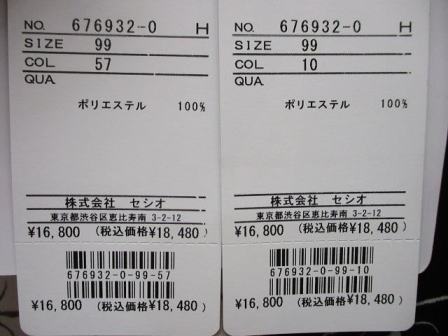 NO. 676932-0 H
SIZE 99
COL 57
QUA
ポリエステル 100%
株式会社 セシオ
東京都渋谷区恵比寿南 3-2-12
¥16,800 (税込価格¥18,480)
676932-0-99-57
¥16,800 (税込価格¥18,480)
NO. 676932-0 H
SIZE 99
COL 10
QUA
ポリエステル 100%
株式会社 セシオ
東京都渋谷区恵比寿南 3-2-12
¥16,800 (税込価格¥18,480)
676932-0-99-10
¥16,800 (税込価格¥18,480)